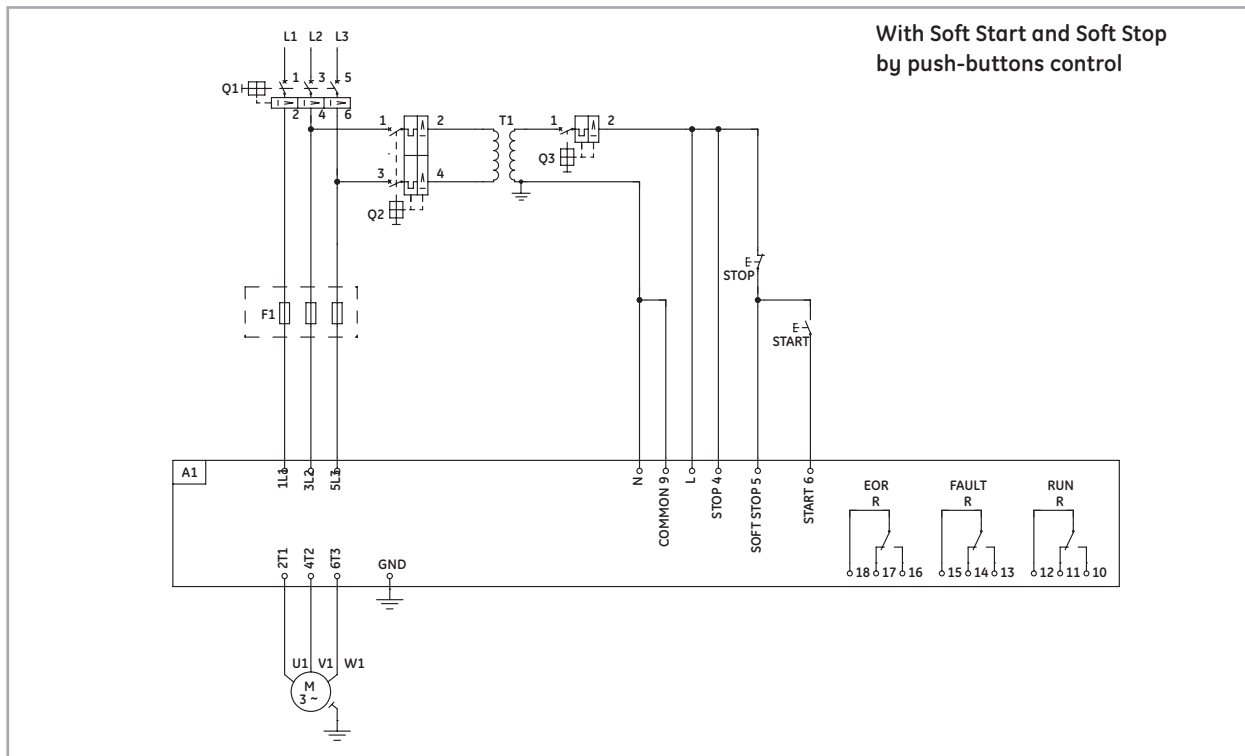 With Soft Start and Soft Stop
by push-buttons control
L1 L2 L3
Q1 1 3 5
2 4 6
1 2 T1 1 2
Q3
3 4
Q2
STOP
F1
START
A1
1L1 3L2 5L3 N COMMON 9 L STOP 4 SOFT STOP 5 START 6
EOR FAULT RUN
R R R
2T1 4T2 6T3 GND
18 17 16 15 14 13 12 11 10
U1 V1 W1
M
3 ~